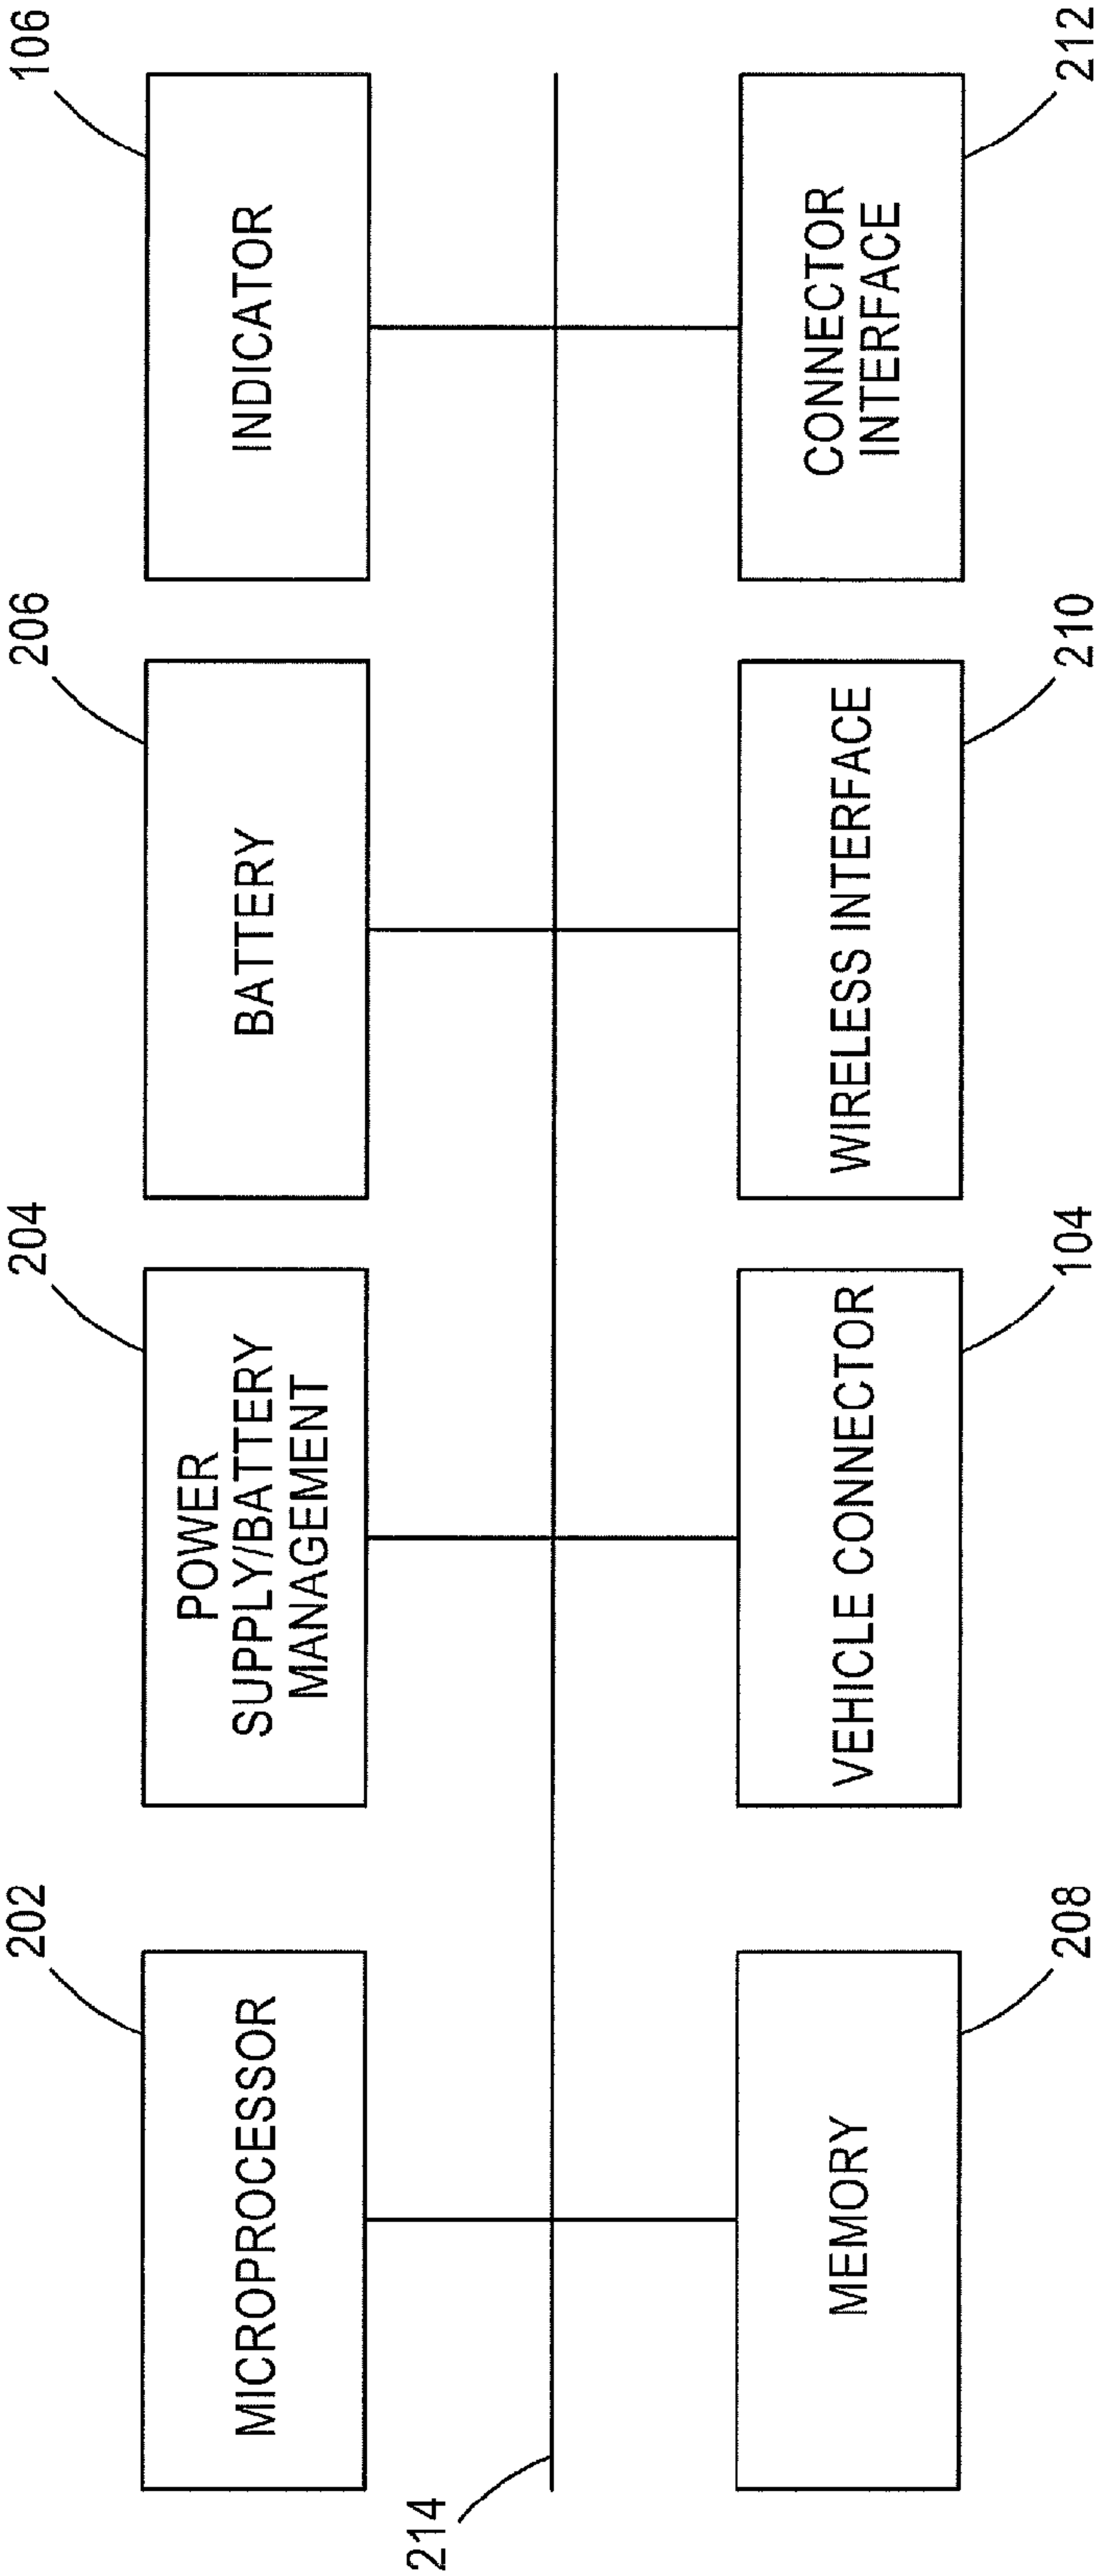 202
204
206
106
MICROPROCESSOR
POWER
SUPPLY/BATTERY
MANAGEMENT
BATTERY
INDICATOR
214
MEMORY
VEHICLE CONNECTOR
WIRELESS INTERFACE
CONNECTOR
INTERFACE
208
104
210
212